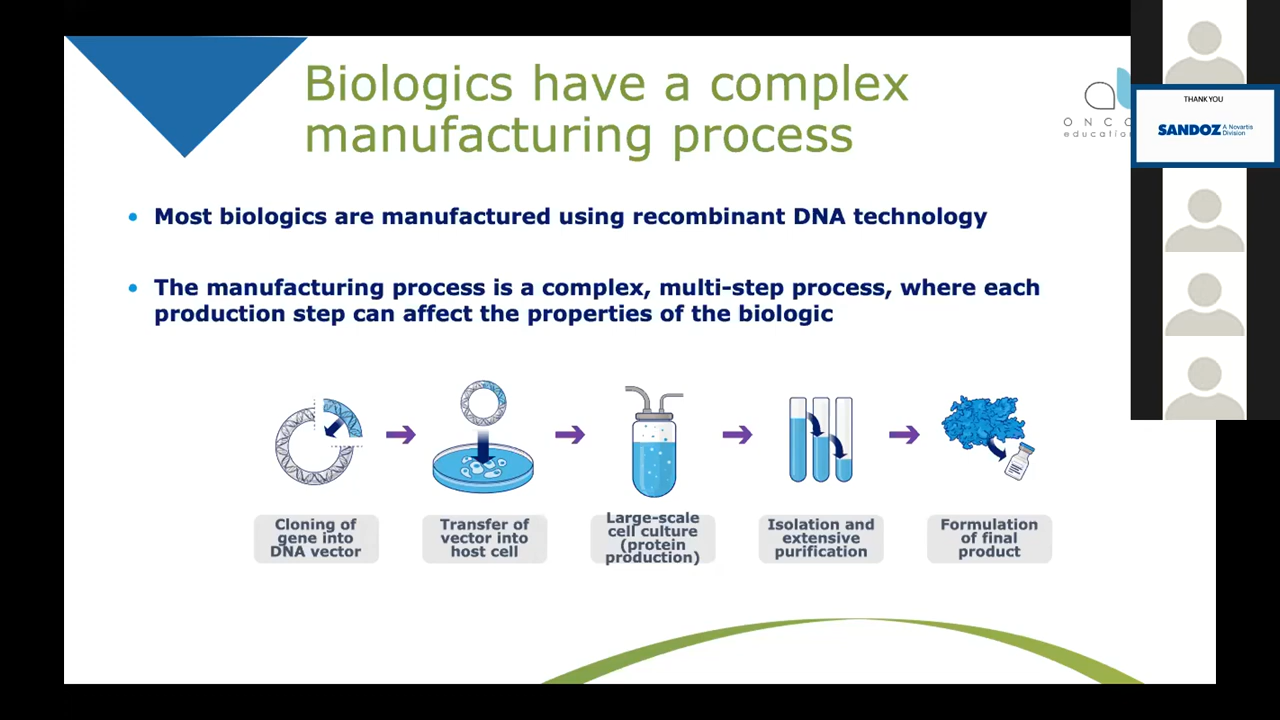 Biologics have a complex
manufacturing process
ONCO
education
THANK YOU
SANDOZ A Novartis
Division
• Most biologics are manufactured using recombinant DNA technology
• The manufacturing process is a complex, multi-step process, where each
production step can affect the properties of the biologic
Cloning of
gene into
DNA vector
Transfer of
vector into
host cell
Large-scale
cell culture
(protein
production)
Isolation and
extensive
purification
Formulation
of final
product